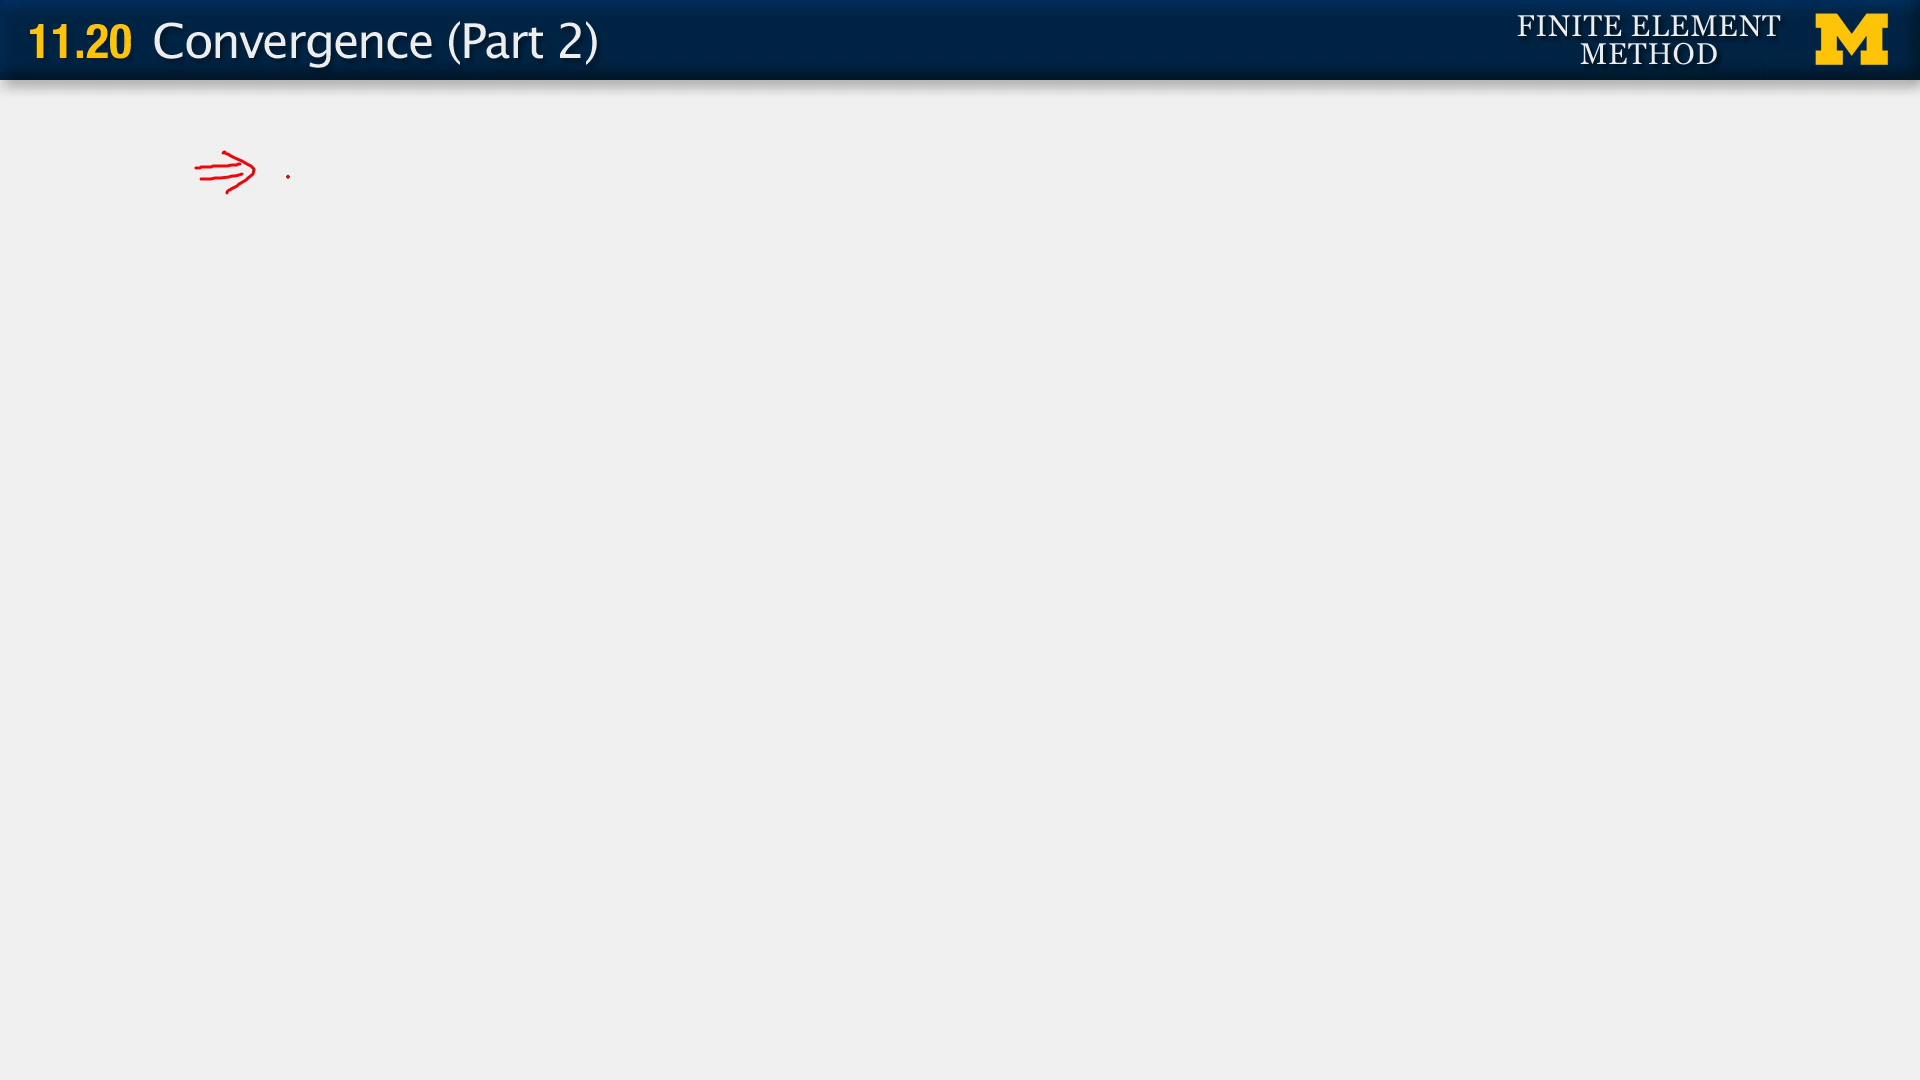 11.20 Convergence (Part 2)
FINITE ELEMENT
METHOD
M
⇒ .